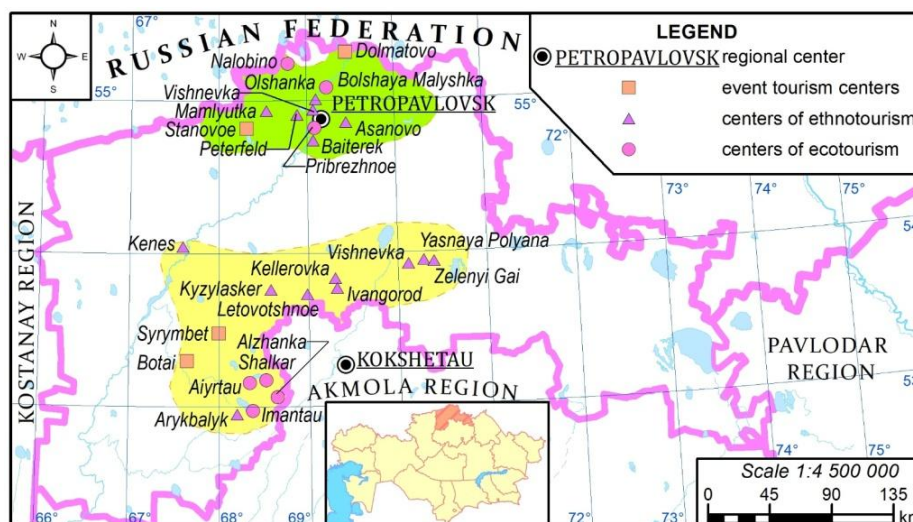 N
W
E
S
67°
RUSSIAN FEDERATION
LEGEND
PETROPAVLOVSK regional center
event tourism centers
centers of ethnotourism
centers of ecotourism
Nalobino
Dolmatovo
Olshanka
Bolshaya Malyshka
55°
Vishnevka
PETROPAVLOVSK
55°
Mamlyutka
Stanovoe
Asanovo
72°
Peterfeld
Baiterek
Pribrezhnoe
73°
74°
75°
54°
KOSTANAY REGION
Kenes
Vishnevka
Yasnaya Polyana
Kellerovka
Zelenyi Gai
Kyzylasker
Ivangorod
Letovotshnoe
Syrymbet
Alzhanka
Botai
Shalkar
KOKSHETAU
PAVLODAR
REGION
Aiyrtau
AKMOLA REGION
Arykbalyk
Imantau
74°
75°
Scale 1:4 500 000
0 45 90 135
km
66°
67°
68°
69°
72°
73°